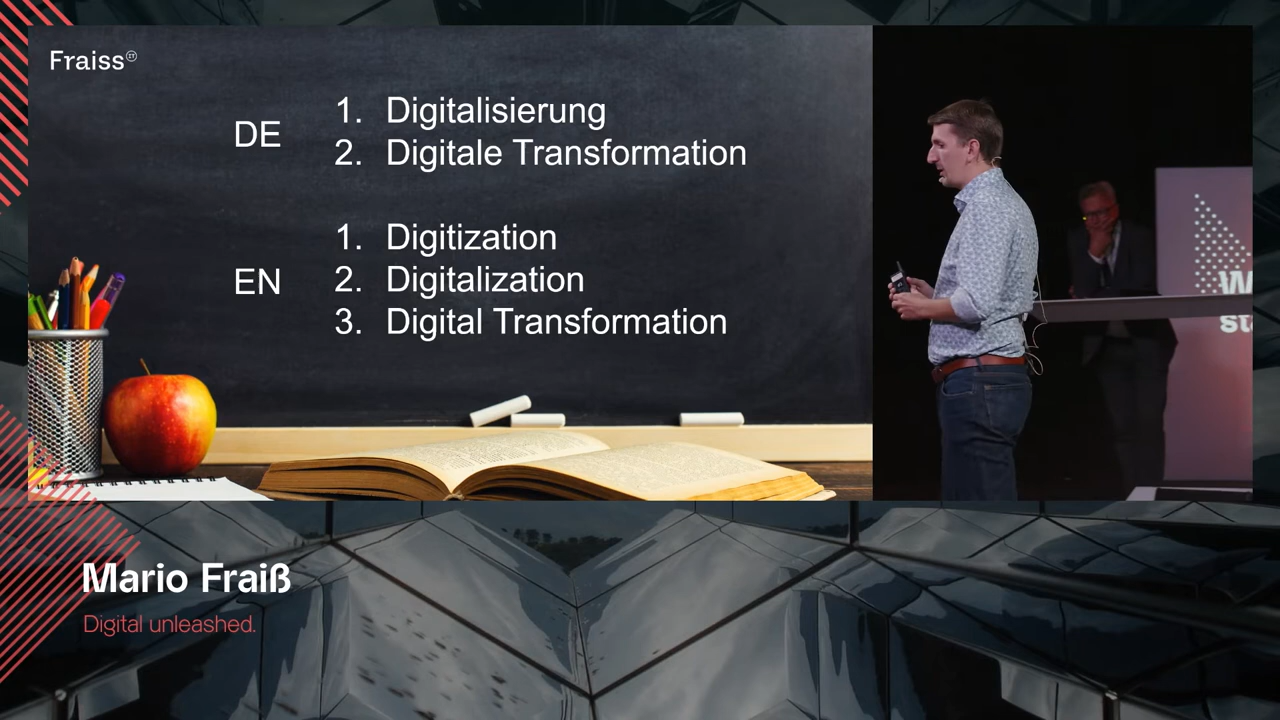 Fraiss
DE
1. Digitalisierung
2. Digitale Transformation
EN
1. Digitization
2. Digitalization
3. Digital Transformation
Mario Fraiß
Digital unleashed.